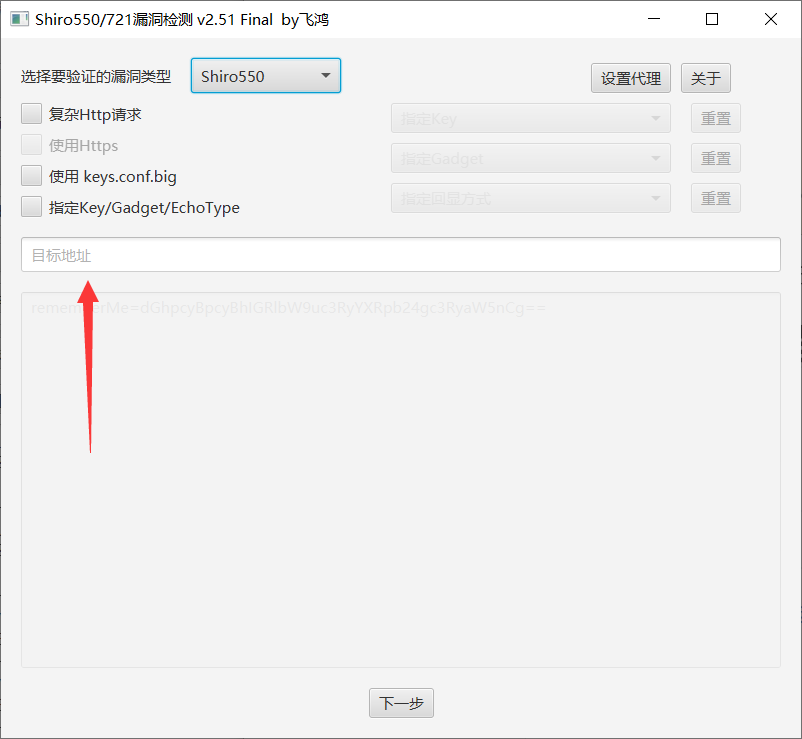 Shiro550/721漏洞检测 v2.51 Final by飞鸿
选择要验证的漏洞类型
Shiro550
设置代理
关于
复杂Http请求
指定Key
重置
使用Https
指定Gadget
重置
使用 keys.conf.big
指定回显方式
重置
指定Key/Gadget/EchoType
目标地址
rememberMe=dGhpcyBpcyBhIGRlbW9uc3RyYXRpb24gc3RyaW5nCg==
下一步